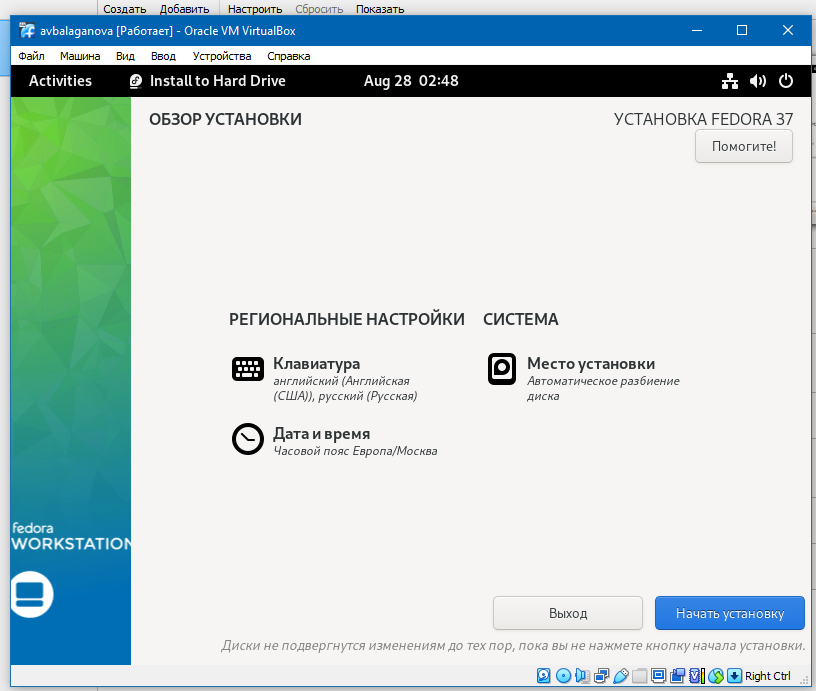 Создать Добавить Настроить Сбросить Показать
avbalaganova [Работает] - Oracle VM VirtualBox
Файл Машина Вид Ввод Устройства Справка
Activities Install to Hard Drive Aug 28 02:48
ОБЗОР УСТАНОВКИ УСТАНОВКА FEDORA 37
Помогите!
РЕГИОНАЛЬНЫЕ НАСТРОЙКИ СИСТЕМА
Клавиатура
английский (Английская
(США)), русский (Русская)
Место установки
Автоматическое разбиение
диска
Дата и время
Часовой пояс Европа/Москва
fedora
WORKSTATION
Выход Начать установку
Диски не подвергнутся изменениям до тех пор, пока вы не нажмете кнопку начала установки.
Right Ctrl